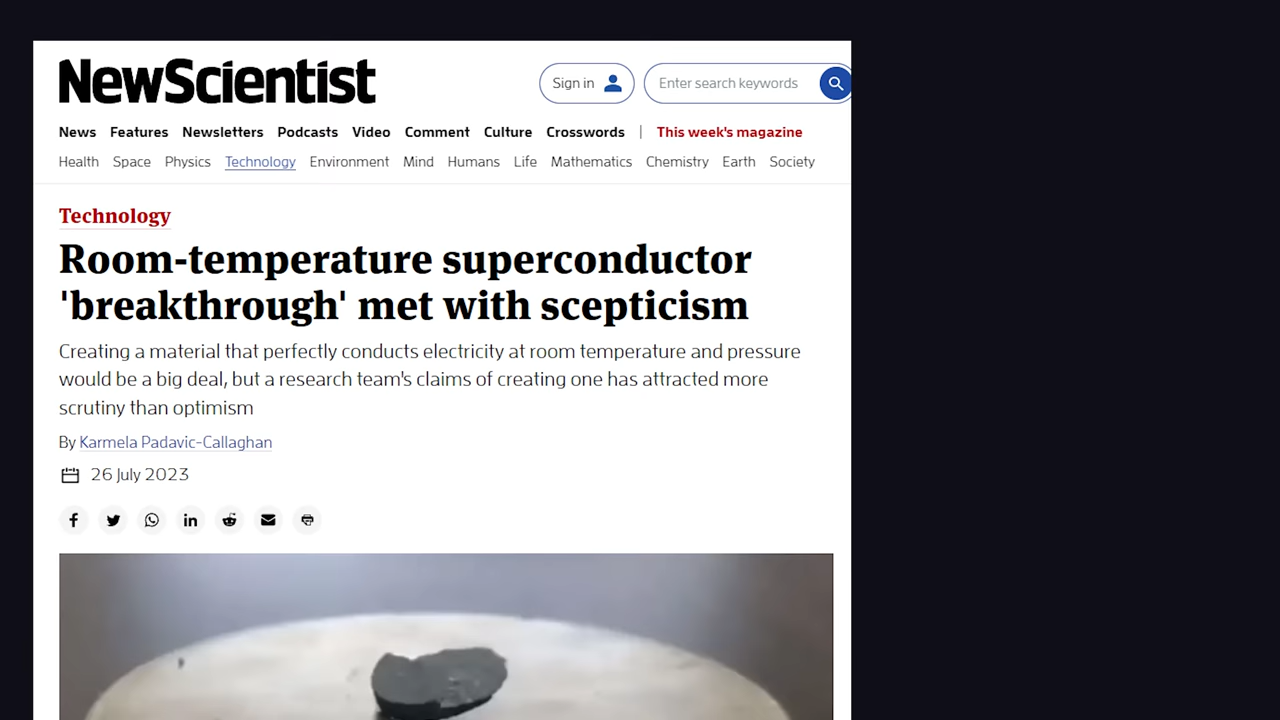 NewScientist
Sign in
Enter search keywords
News Features Newsletters Podcasts Video Comment Culture Crosswords | This week's magazine
Health Space Physics Technology Environment Mind Humans Life Mathematics Chemistry Earth Society
Technology
Room-temperature superconductor
'breakthrough' met with scepticism
Creating a material that perfectly conducts electricity at room temperature and pressure
would be a big deal, but a research team's claims of creating one has attracted more
scrutiny than optimism
By Karmela Padavic-Callaghan
26 July 2023